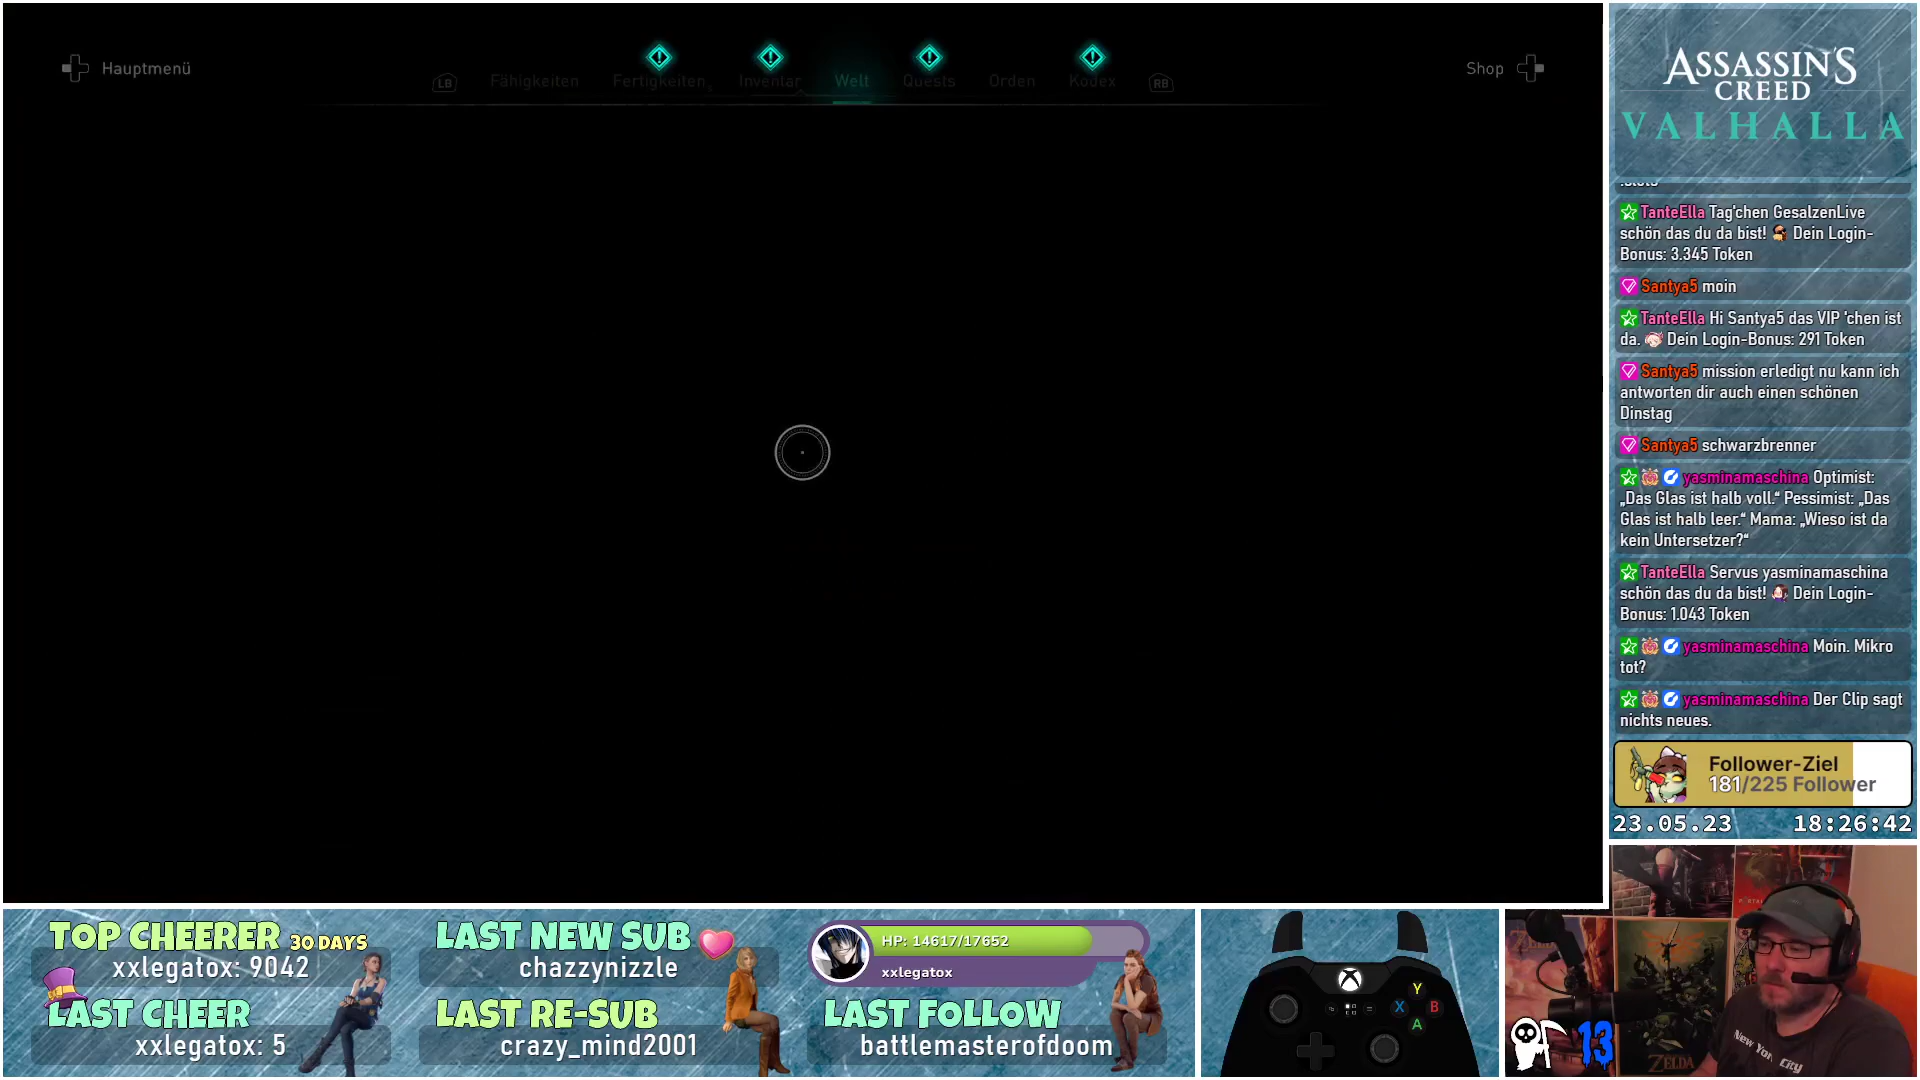 Hauptmenü
LB
Fähigkeiten
Fertigkeiten
Inventar
Welt
Quests
Orden
Kodex
RB
Shop
ASSASSIN'S
CREED
VALHALLA
TanteElla Tag'chen GesalzenLive
schön das du da bist! Dein Login-
Bonus: 3.345 Token
Santya5 moin
TanteElla Hi Santya5 das VIP 'chen ist
da. Dein Login-Bonus: 291 Token
Santya5 mission erledigt nu kann ich
antworten dir auch einen schönen
Dinstag
Santya5 schwarzbrenner
yasminamaschina Optimist:
„Das Glas ist halb voll.“ Pessimist: „Das
Glas ist halb leer.“ Mama: „Wieso ist da
kein Untersetzer?“
TanteElla Servus yasminamaschina
schön das du da bist! Dein Login-
Bonus: 1.043 Token
yasminamaschina Moin. Mikro
tot?
yasminamaschina Der Clip sagt
nichts neues.
Follower-Ziel
181/225 Follower
23.05.23 18:26:42
TOP CHEERER 30 DAYS
xxlegatox: 9042
LAST CHEER
xxlegatox: 5
LAST NEW SUB
chazzynizzle
LAST RE-SUB
crazy_mind2001
HP: 14617/17652
xxlegatox
LAST FOLLOW
battlemasterofdoom
Y
X
B
A
13
ZELDA
New York City